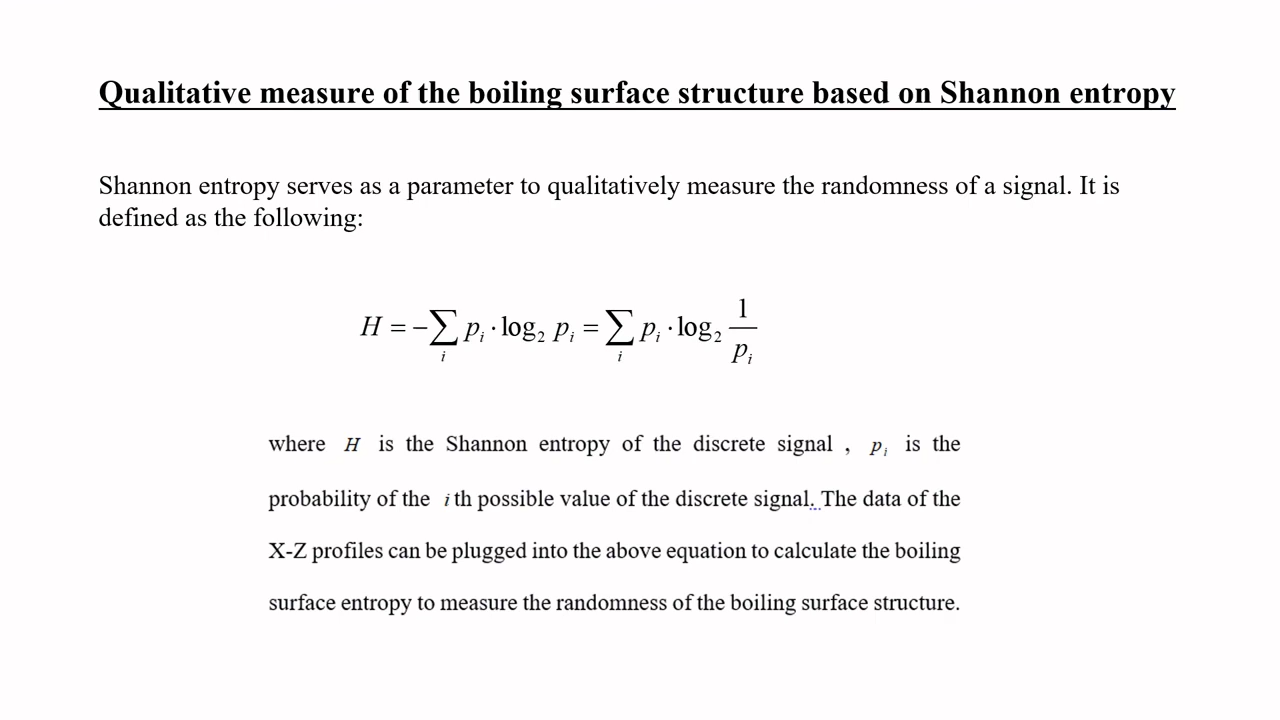 Qualitative measure of the boiling surface structure based on Shannon entropy
Shannon entropy serves as a parameter to qualitatively measure the randomness of a signal. It is
defined as the following:
H = −∑_i p_i · log_2 p_i = ∑_i p_i · log_2 1/p_i
where H is the Shannon entropy of the discrete signal , p_i is the
probability of the i th possible value of the discrete signal. The data of the
X-Z profiles can be plugged into the above equation to calculate the boiling
surface entropy to measure the randomness of the boiling surface structure.